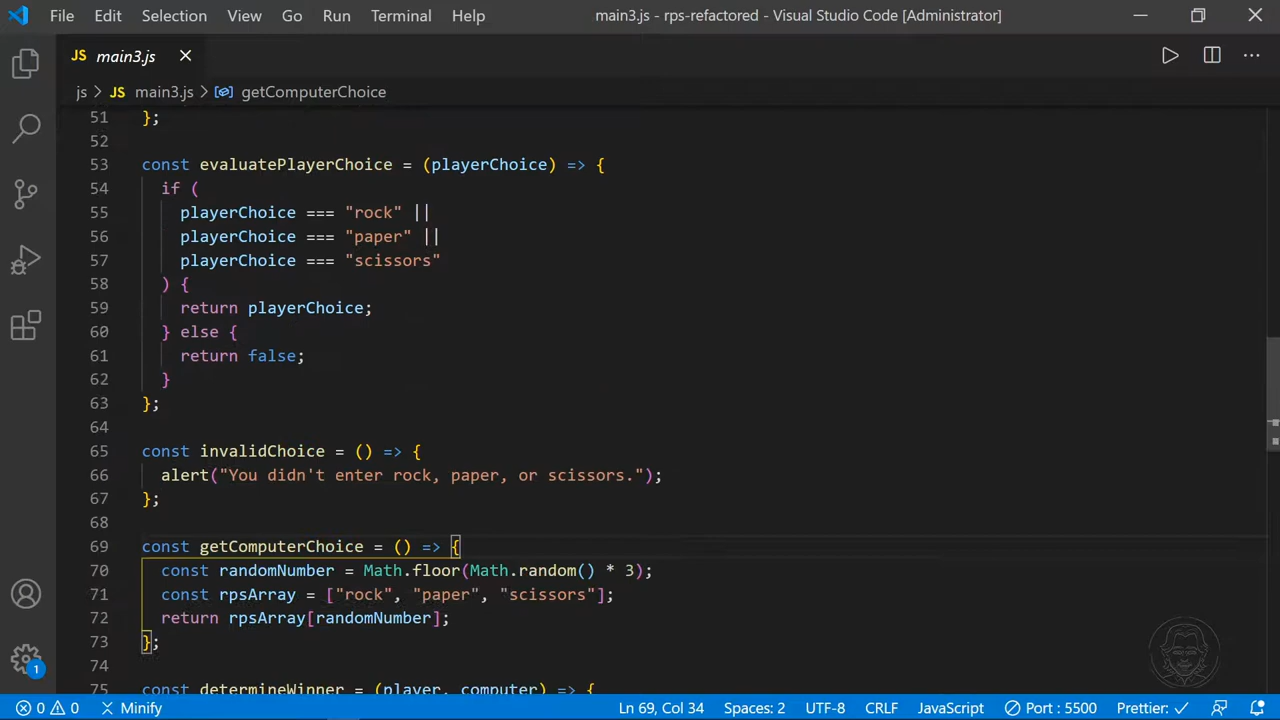 File Edit Selection View Go Run Terminal Help main3.js - rps-refactored - Visual Studio Code [Administrator]
JS main3.js
js > JS main3.js > getComputerChoice
51 };
52
53 const evaluatePlayerChoice = (playerChoice) => {
54 if (
55 playerChoice === "rock" ||
56 playerChoice === "paper" ||
57 playerChoice === "scissors"
58 ) {
59 return playerChoice;
60 } else {
61 return false;
62 }
63 };
64
65 const invalidChoice = () => {
66 alert("You didn't enter rock, paper, or scissors.");
67 };
68
69 const getComputerChoice = () => {
70 const randomNumber = Math.floor(Math.random() * 3);
71 const rpsArray = ["rock", "paper", "scissors"];
72 return rpsArray[randomNumber];
73 };
74
75 const determineWinner = (player, computer) => {
1
0 0 Minify Ln 69, Col 34 Spaces: 2 UTF-8 CRLF JavaScript Port : 5500 Prettier: ✓